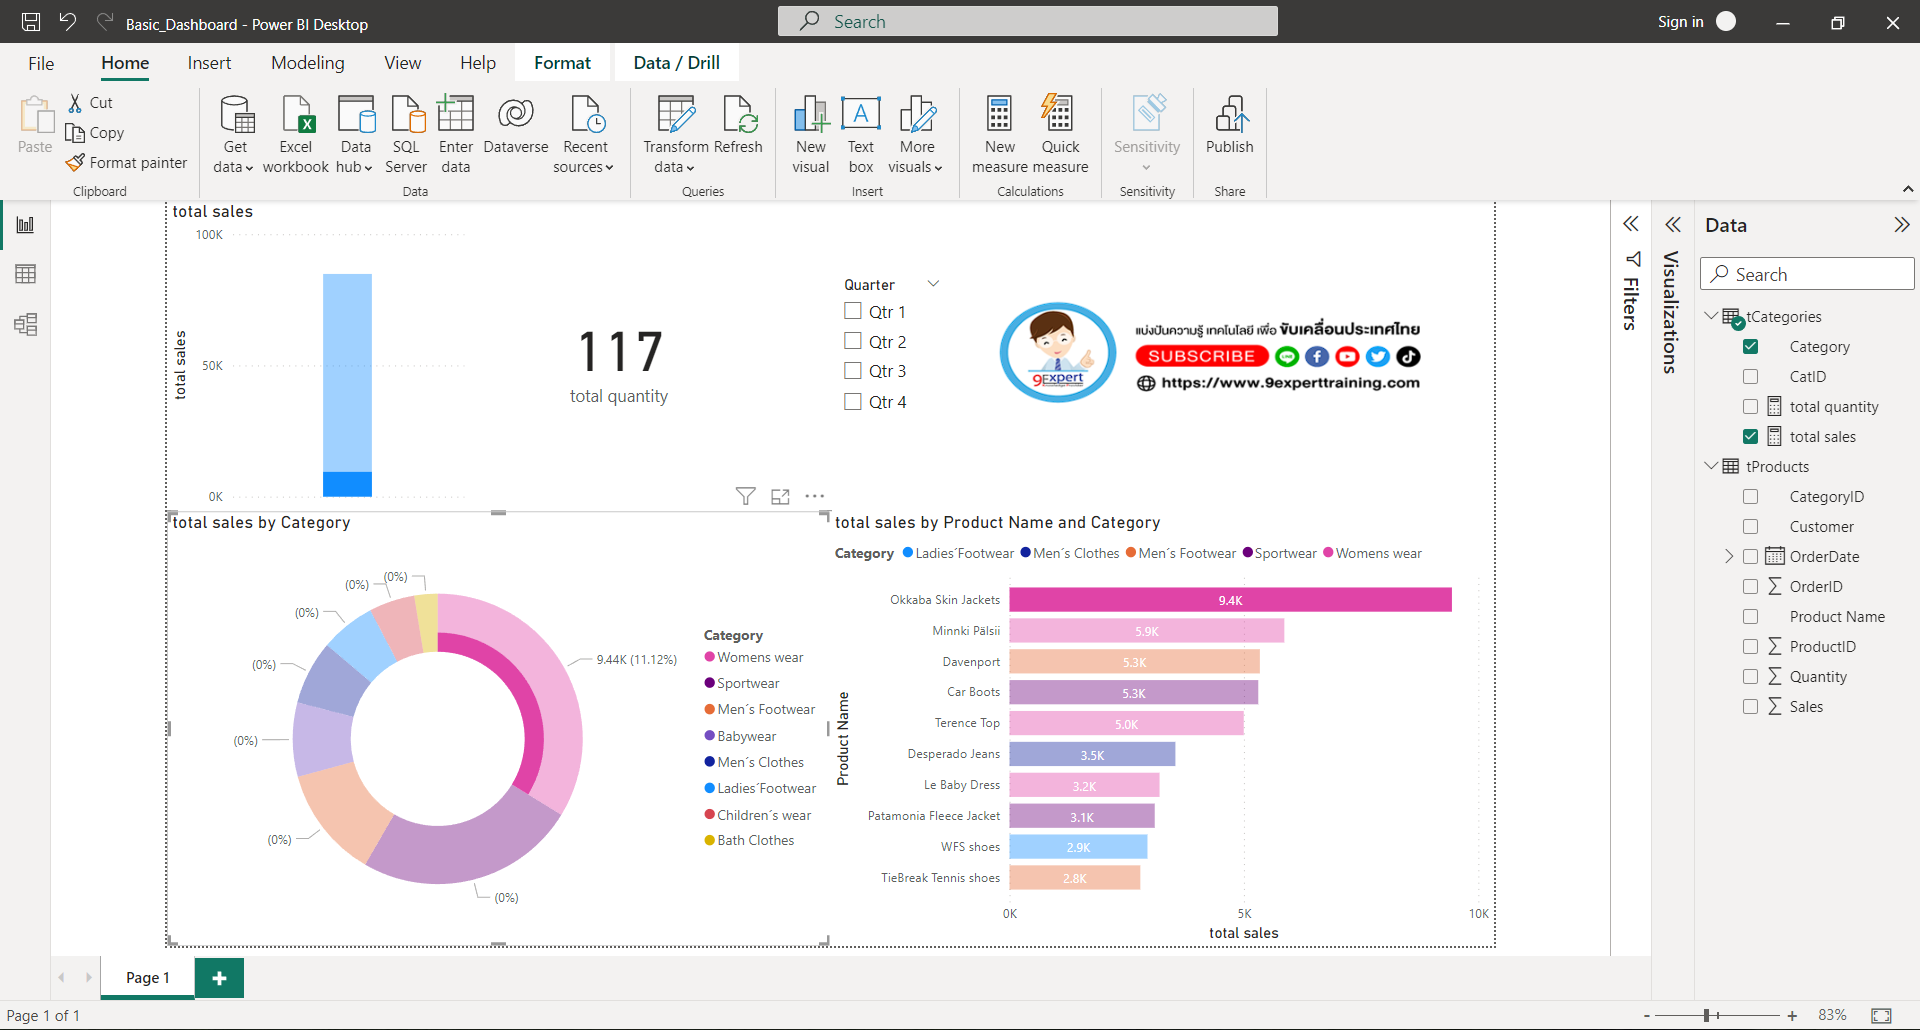 Basic_Dashboard - Power BI Desktop
Search
Sign in
File
Home
Insert
Modeling
View
Help
Format
Data / Drill
Paste
Cut
Copy
Format painter
Clipboard
Get data
Excel workbook
Data hub
SQL Server
Enter data
Dataverse
Recent sources
Data
Transform data
Refresh
Queries
New visual
Text box
More visuals
Insert
New measure
Quick measure
Calculations
Sensitivity
Sensitivity
Publish
Share
total sales
100K
50K
0K
total sales
117
total quantity
Quarter
Qtr 1
Qtr 2
Qtr 3
Qtr 4
9Expert
แบ่งปันความรู้ เทคโนโลยี เพื่อ ขับเคลื่อนประเทศไทย
SUBSCRIBE
https://www.9experttraining.com
total sales by Category
(0%)
(0%)
(0%)
(0%)
(0%)
(0%)
(0%)
9.44K (11.12%)
Category
Womens wear
Sportwear
Men´s Footwear
Babywear
Men´s Clothes
Ladies´Footwear
Children´s wear
Bath Clothes
total sales by Product Name and Category
Category Ladies´Footwear Men´s Clothes Men´s Footwear Sportwear Womens wear
Product Name
Okkaba Skin Jackets 9.4K
Minnki Pälsii 5.9K
Davenport 5.3K
Car Boots 5.3K
Terence Top 5.0K
Desperado Jeans 3.5K
Le Baby Dress 3.2K
Patamonia Fleece Jacket 3.1K
WFS shoes 2.9K
TieBreak Tennis shoes 2.8K
0K 5K 10K
total sales
Filters
Visualizations
Data
Search
tCategories
Category
CatID
total quantity
total sales
tProducts
CategoryID
Customer
OrderDate
OrderID
Product Name
ProductID
Quantity
Sales
Page 1
Page 1 of 1
83%